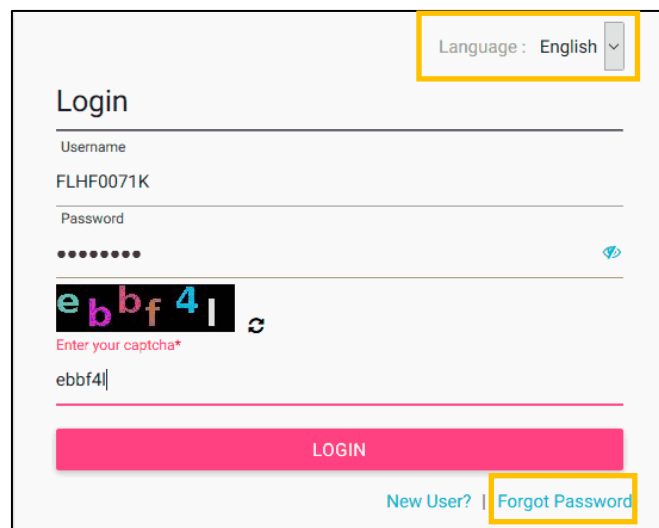 Language : English
Login
Username
FLHF0071K
Password
••••••••
ebbf4l
Enter your captcha*
ebbf4l
LOGIN
New User? | Forgot Password